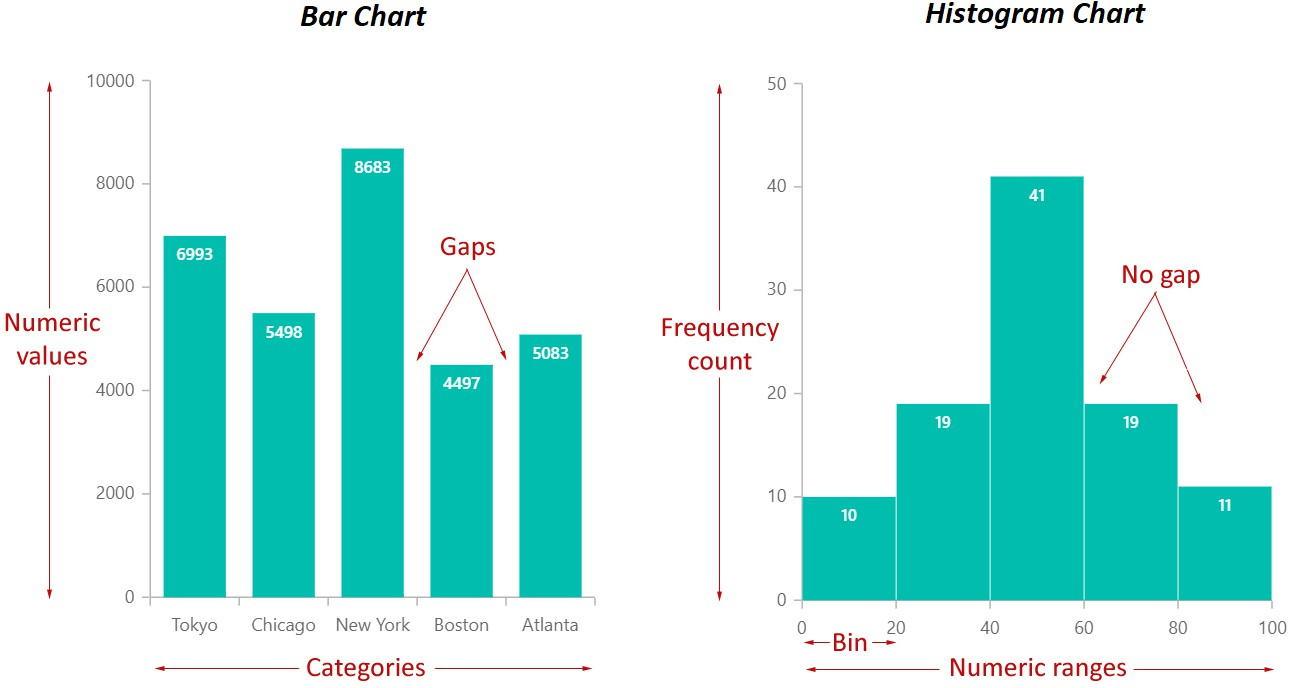 Bar Chart
10000
8000
6000
4000
2000
0
Numeric
values
6993
5498
8683
4497
5083
Gaps
Tokyo Chicago New York Boston Atlanta
Categories
Histogram Chart
50
40
30
20
10
0
Frequency
count
10
19
41
19
11
No gap
0 20 40 60 80 100
Bin
Numeric ranges